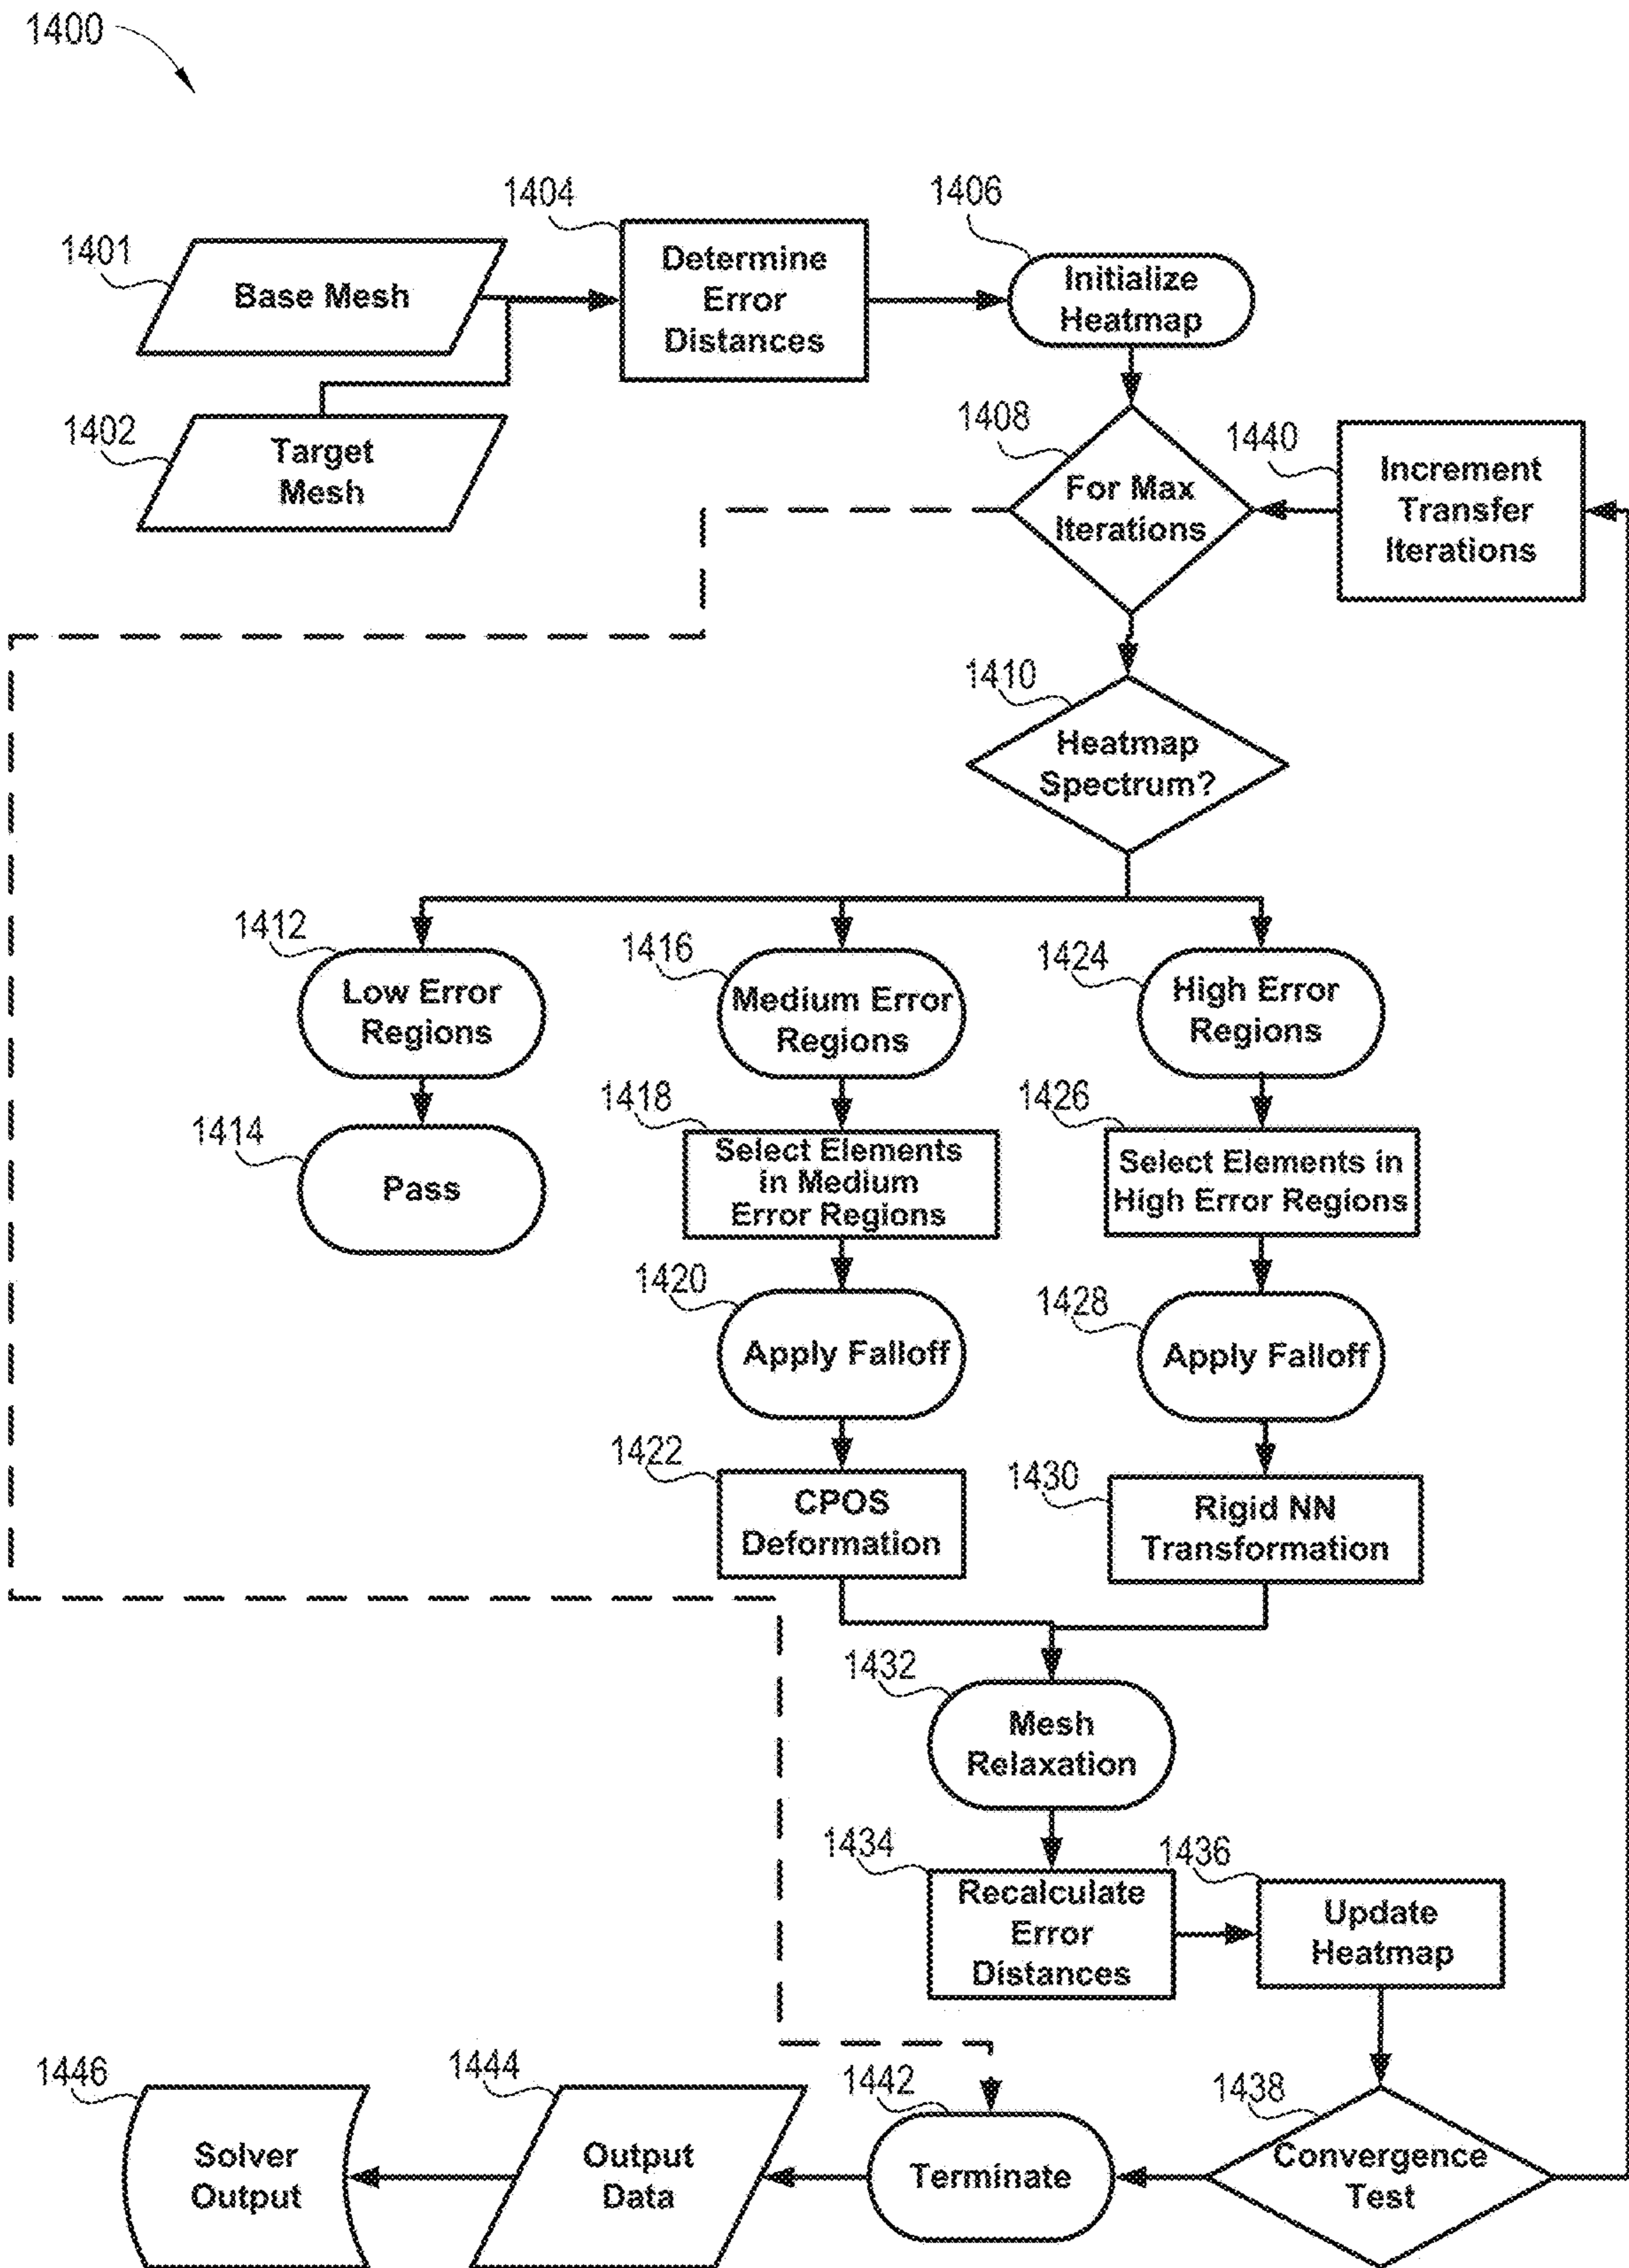 1400
1404
1406
1401
Base Mesh
Determine
Error
Distances
Initialize
Heatmap
1402
Target
Mesh
1408
For Max
Iterations
1440
Increment
Transfer
Iterations
1410
Heatmap
Spectrum?
1412
Low Error
Regions
1416
Medium Error
Regions
1424
High Error
Regions
1414
Pass
1418
Select Elements
in Medium
Error Regions
1426
Select Elements in
High Error Regions
1420
Apply Falloff
1428
Apply Falloff
1422
CPOS
Deformation
1430
Rigid NN
Transformation
1432
Mesh
Relaxation
1434
Recalculate
Error
Distances
1436
Update
Heatmap
1446
Solver
Output
1444
Output
Data
1442
Terminate
1438
Convergence
Test